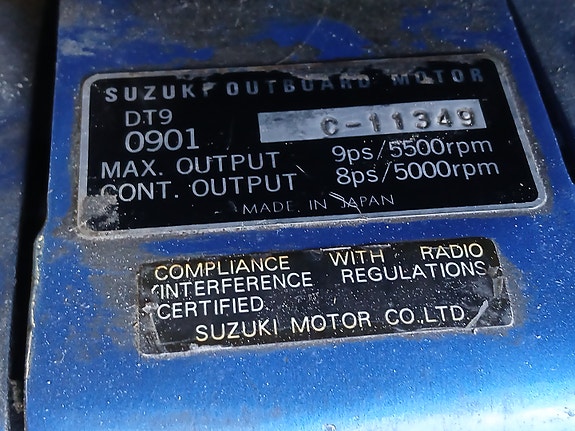 SUZUKI OUTBOARD MOTOR
DT9
0901 C-11349
MAX. OUTPUT 9ps/5500rpm
CONT. OUTPUT 8ps/5000rpm
MADE IN JAPAN
COMPLIANCE WITH RADIO
INTERFERENCE REGULATIONS
CERTIFIED
SUZUKI MOTOR CO.,LTD.